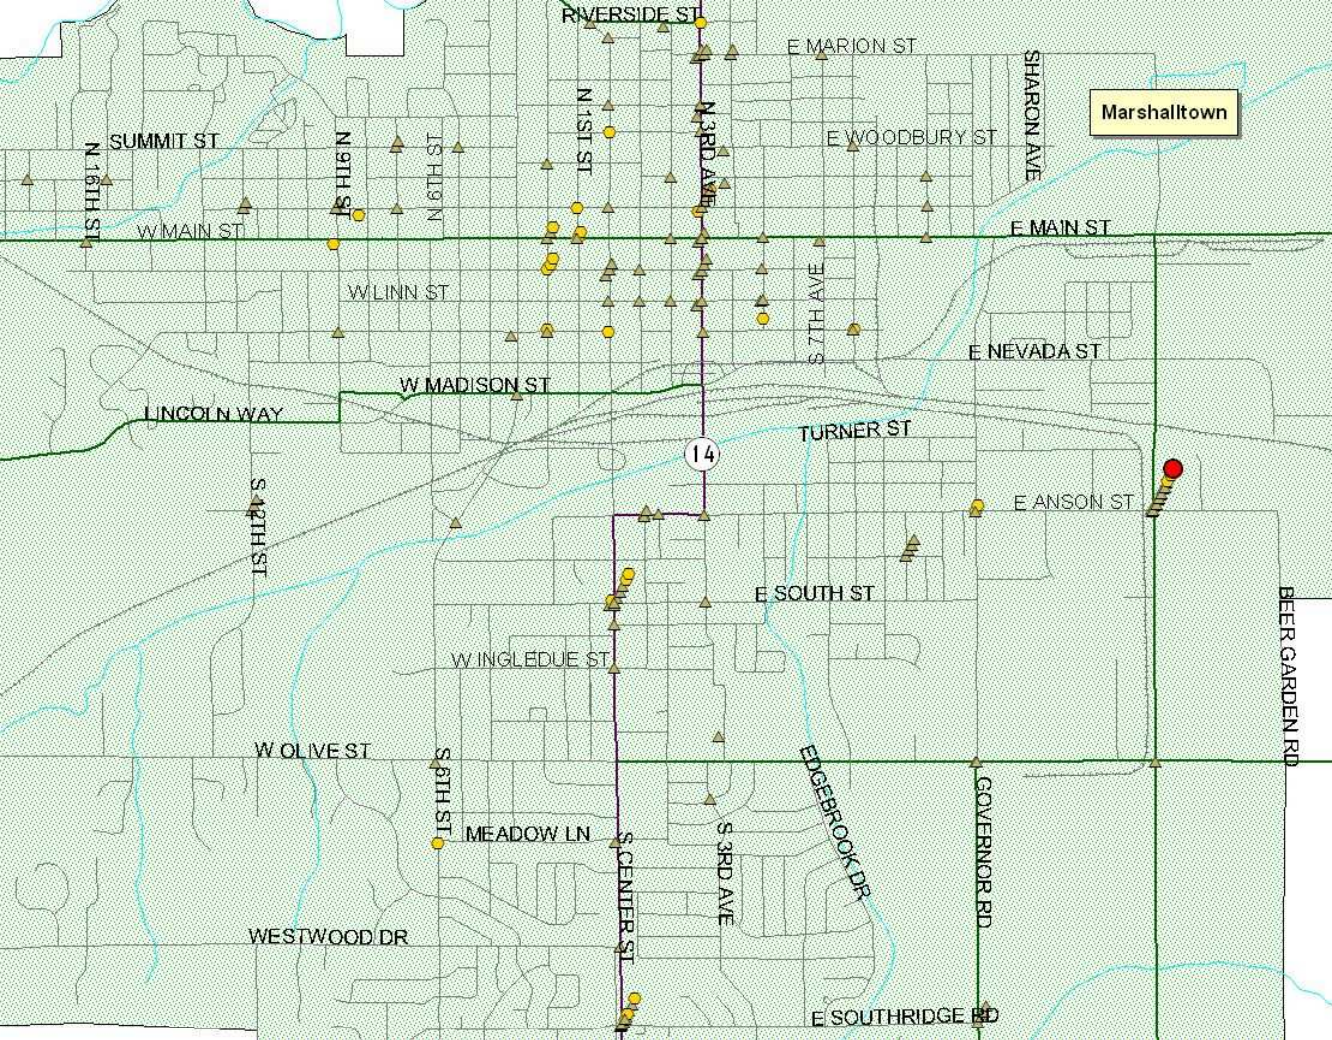 RIVERSIDE ST
E MARION ST
SHARON AVE
Marshalltown
N 1ST ST
N 3RD AVE
SUMMIT ST
N 9TH ST
N 6TH ST
E WOODBURY ST
N 16TH ST
W MAIN ST
E MAIN ST
W LINN ST
S 7TH AVE
E NEVADA ST
W MADISON ST
LINCOLN WAY
TURNER ST
14
S 12TH ST
E ANSON ST
E SOUTH ST
BEER GARDEN RD
W INGLEDUE ST
W OLIVE ST
S 6TH ST
EDGEBROOK DR
GOVERNOR RD
MEADOW LN
S CENTER ST
S 3RD AVE
WESTWOOD DR
E SOUTHRIDGE RD